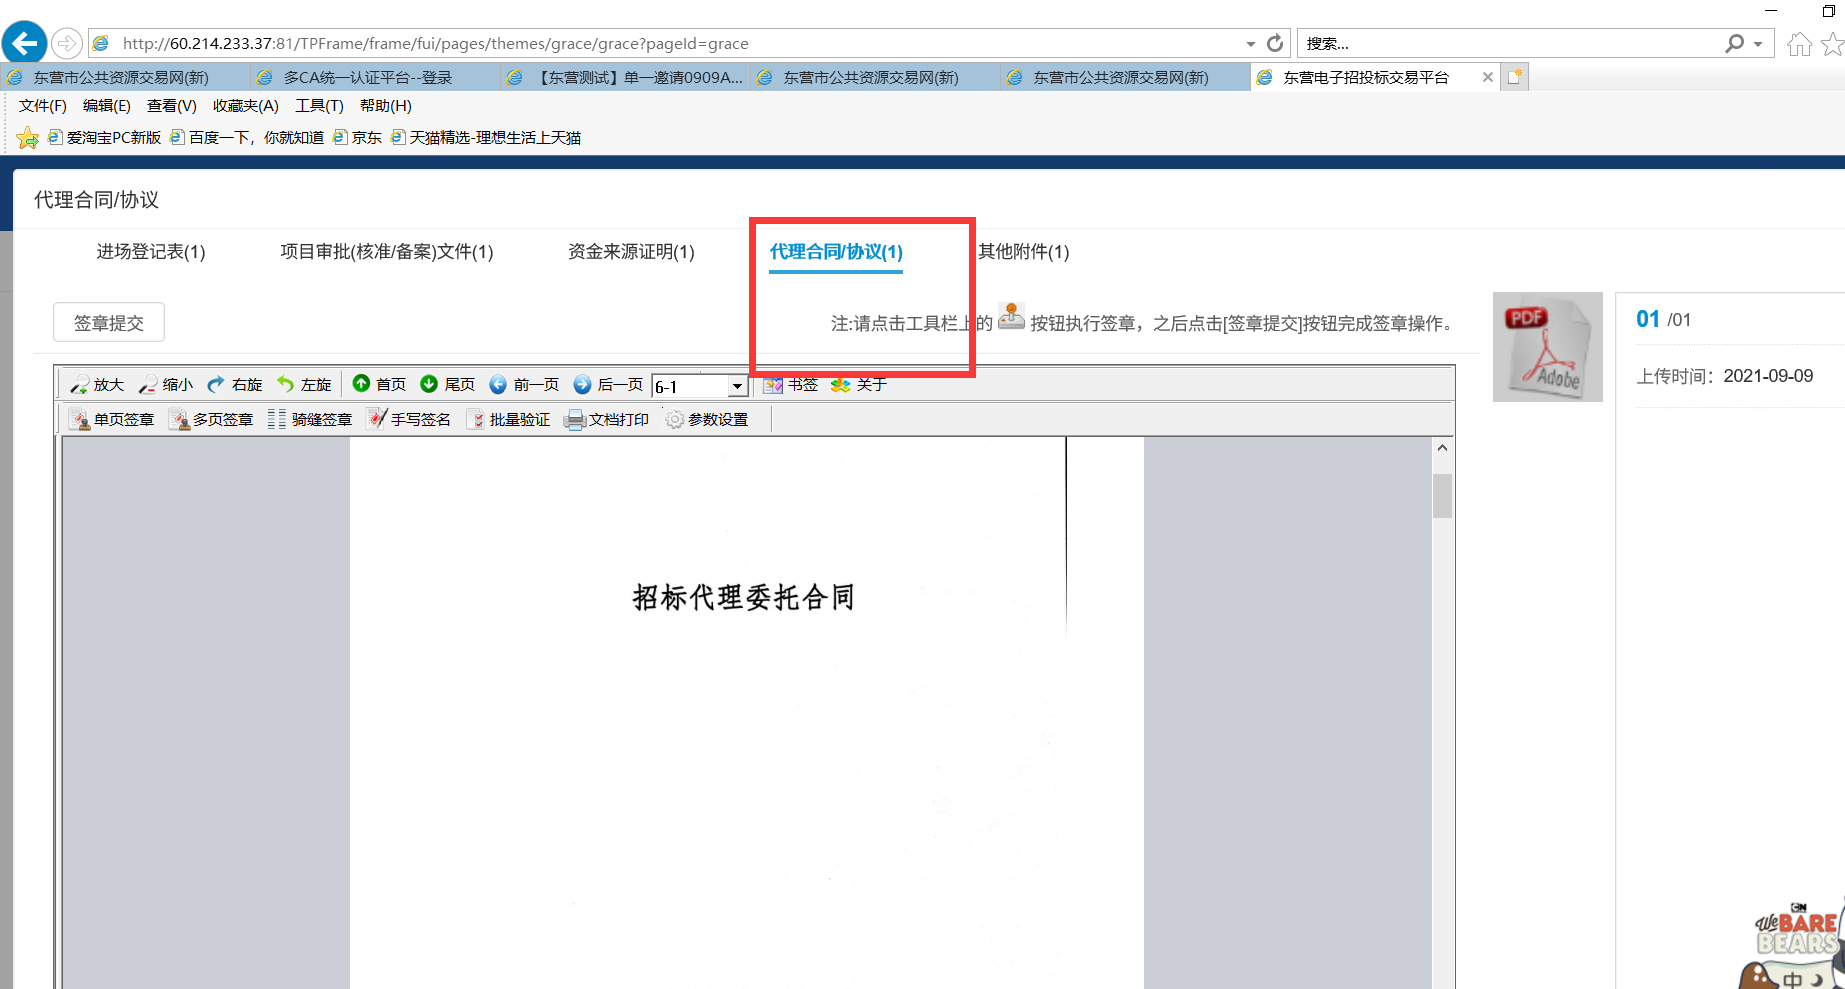 http://60.214.233.37:81/TPFrame/frame/fui/pages/themes/grace/grace?pageId=grace
搜索...
东营市公共资源交易网(新)
多CA统一认证平台--登录
【东营测试】单一邀请0909A...
东营市公共资源交易网(新)
东营市公共资源交易网(新)
东营电子招投标交易平台
文件(F) 编辑(E) 查看(V) 收藏夹(A) 工具(T) 帮助(H)
爱淘宝PC新版 百度一下，你就知道 京东 天猫精选-理想生活上天猫
代理合同/协议
进场登记表(1) 项目审批(核准/备案)文件(1) 资金来源证明(1) 代理合同/协议(1) 其他附件(1)
签章提交
注:请点击工具栏上的 按钮执行签章，之后点击[签章提交]按钮完成签章操作。
PDF
Adobe
01 /01
上传时间：2021-09-09
放大 缩小 右旋 左旋 首页 尾页 前一页 后一页 6-1 书签 关于
单页签章 多页签章 骑缝签章 手写签名 批量验证 文档打印 参数设置
招标代理委托合同
CN
We BARE
BEARS
中